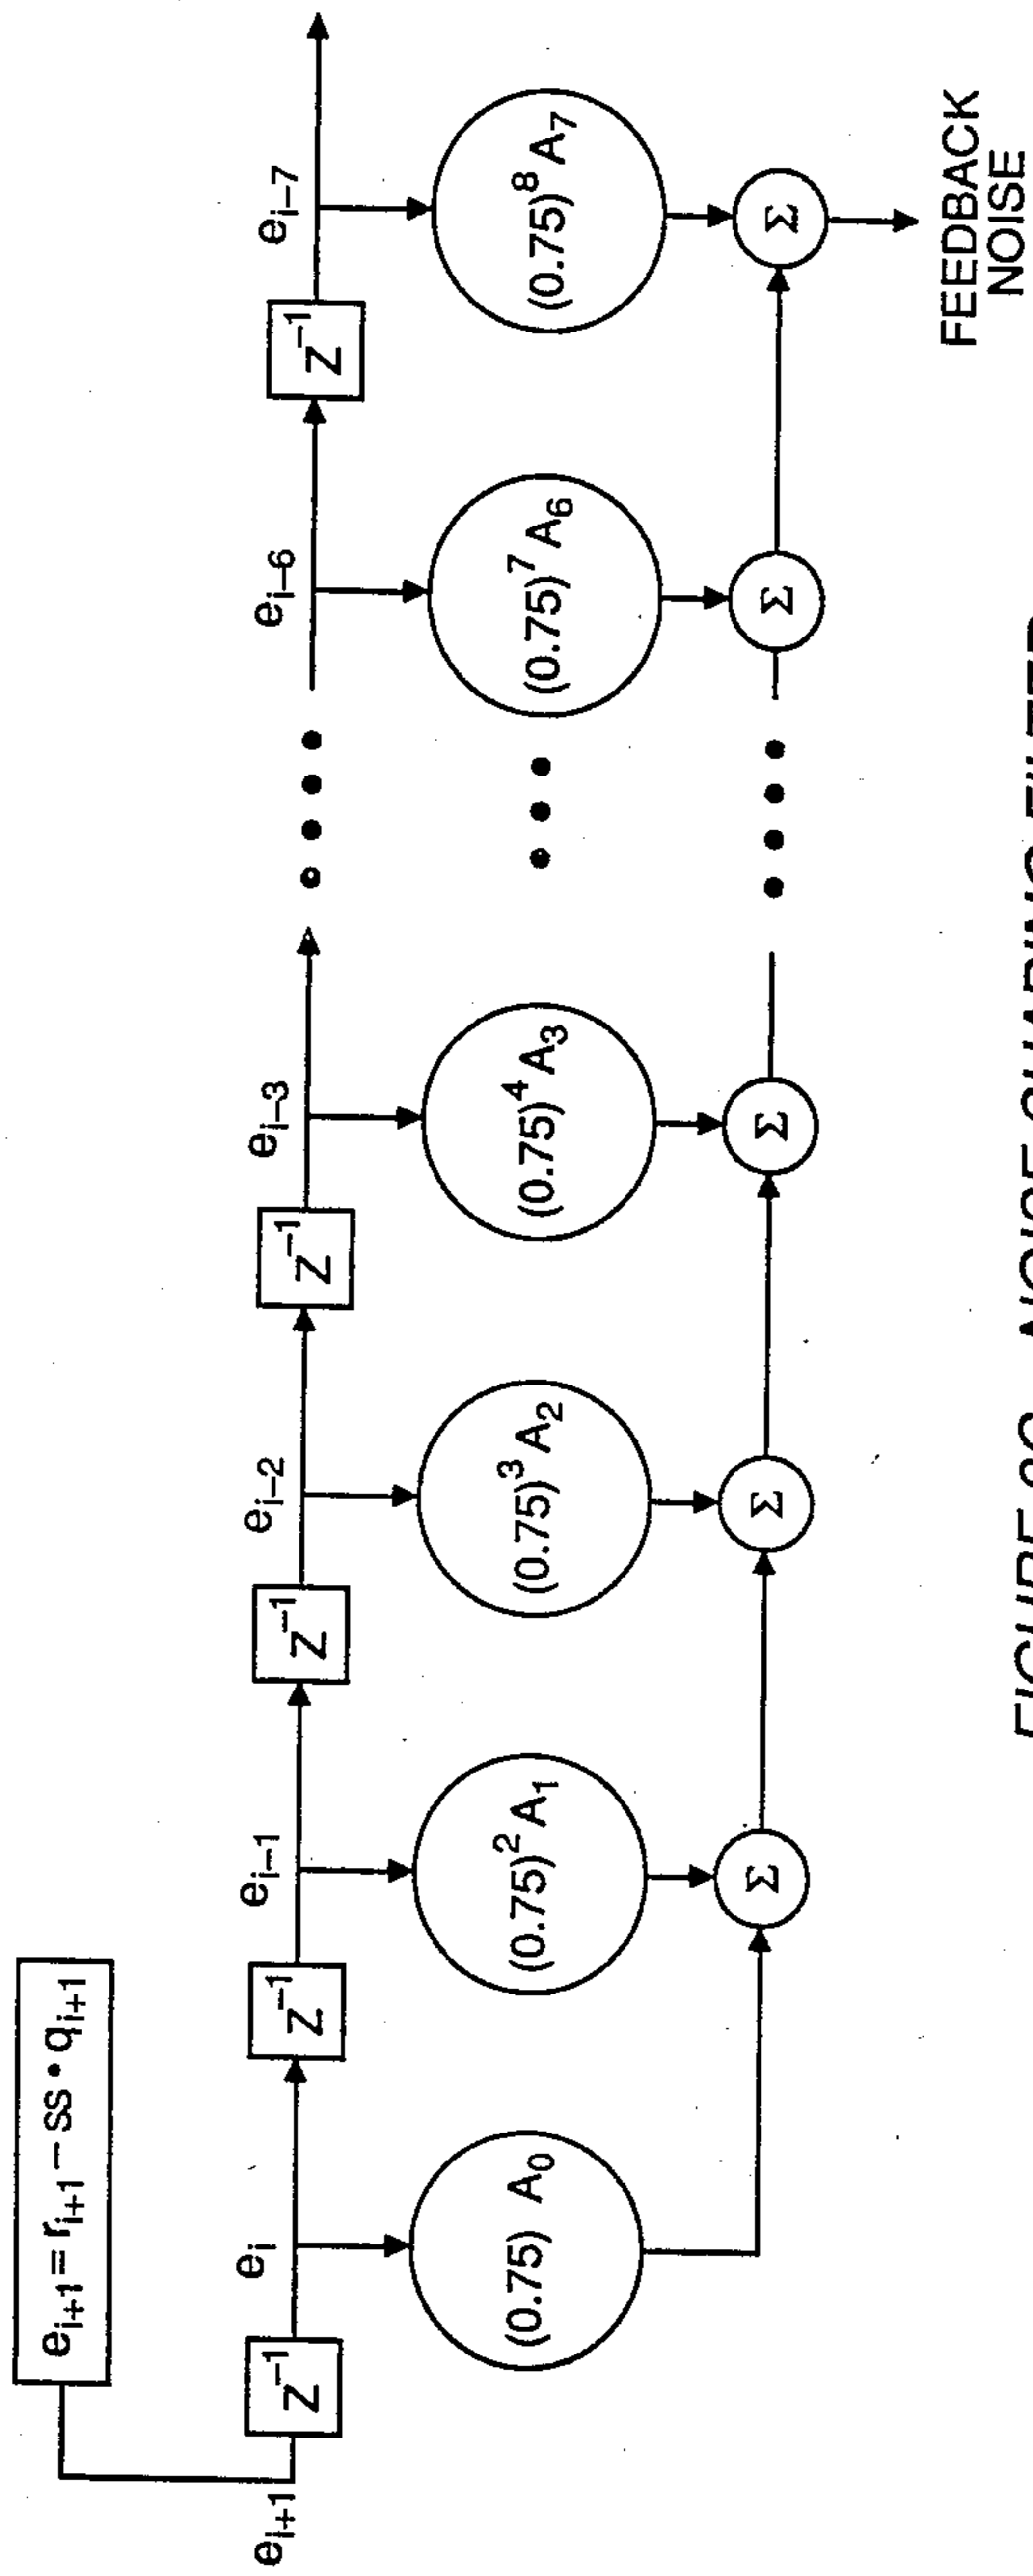 e_{i+1} = r_{i+1} − ss • q_{i+1}
e_{i+1}
Z^{-1}
e_i
Z^{-1}
e_{i−1}
Z^{-1}
e_{i−2}
Z^{-1}
e_{i−3}
e_{i−6}
Z^{-1}
e_{i−7}
(0.75) A_0
(0.75)^2 A_1
(0.75)^3 A_2
(0.75)^4 A_3
(0.75)^7 A_6
(0.75)^8 A_7
Σ
Σ
Σ
Σ
Σ
FEEDBACK
NOISE